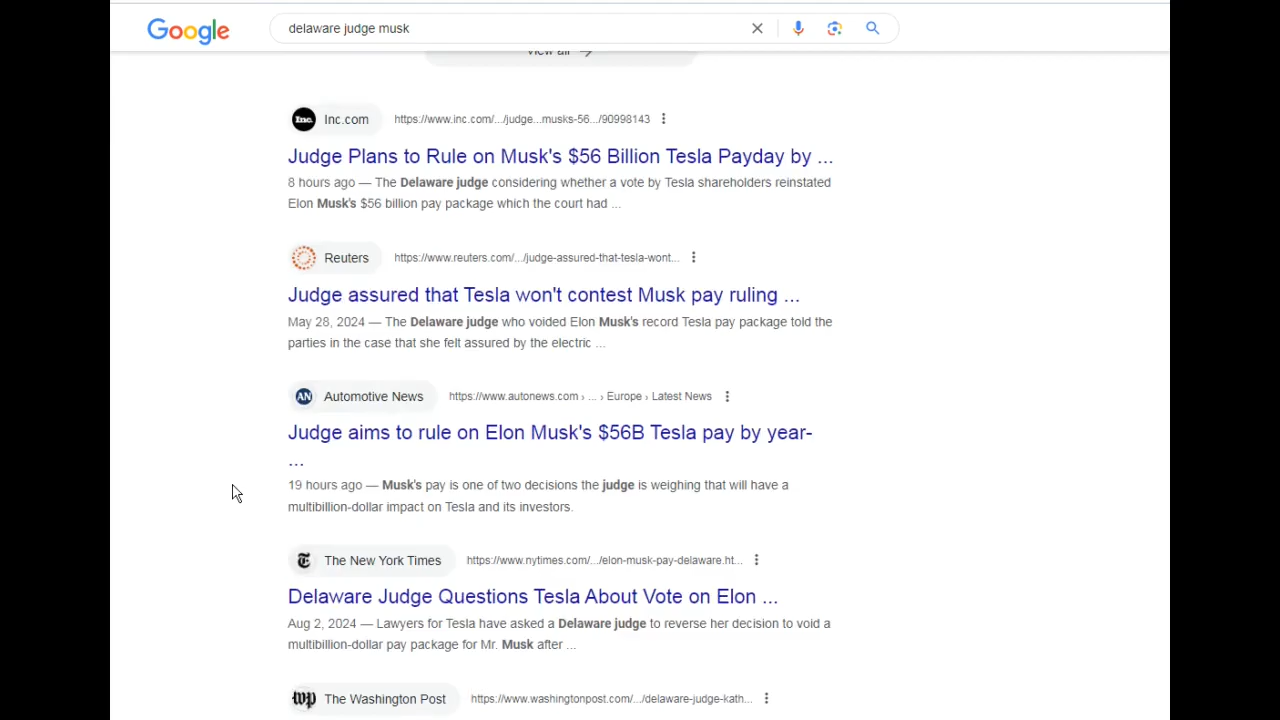 Google
delaware judge musk
View all
Inc.
Inc.com
https://www.inc.com/.../judge...musks-56.../90998143
Judge Plans to Rule on Musk's $56 Billion Tesla Payday by ...
8 hours ago — The Delaware judge considering whether a vote by Tesla shareholders reinstated
Elon Musk's $56 billion pay package which the court had ...
Reuters
https://www.reuters.com/.../judge-assured-that-tesla-wont...
Judge assured that Tesla won't contest Musk pay ruling ...
May 28, 2024 — The Delaware judge who voided Elon Musk's record Tesla pay package told the
parties in the case that she felt assured by the electric ...
AN
Automotive News
https://www.autonews.com › ... › Europe › Latest News
Judge aims to rule on Elon Musk's $56B Tesla pay by year-
...
19 hours ago — Musk's pay is one of two decisions the judge is weighing that will have a
multibillion-dollar impact on Tesla and its investors.
T
The New York Times
https://www.nytimes.com/.../elon-musk-pay-delaware.ht...
Delaware Judge Questions Tesla About Vote on Elon ...
Aug 2, 2024 — Lawyers for Tesla have asked a Delaware judge to reverse her decision to void a
multibillion-dollar pay package for Mr. Musk after ...
wp
The Washington Post
https://www.washingtonpost.com/.../delaware-judge-kath...